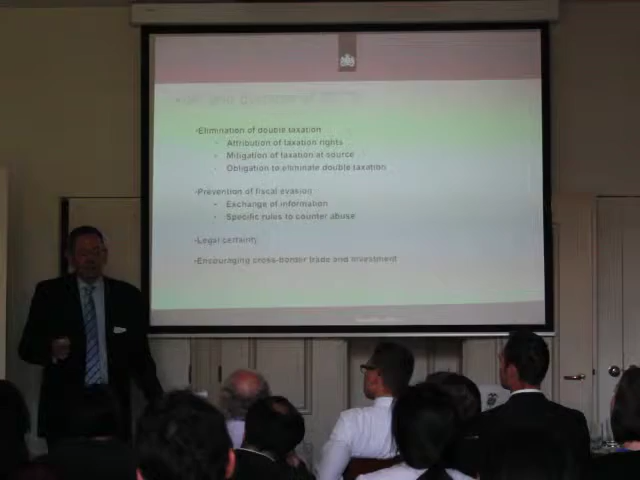 •Elimination of double taxation
• Attribution of taxation rights
• Mitigation of taxation at source
• Obligation to eliminate double taxation
•Prevention of fiscal evasion
• Exchange of information
• Specific rules to counter abuse
•Legal certainty
•Encouraging cross-border trade and investment